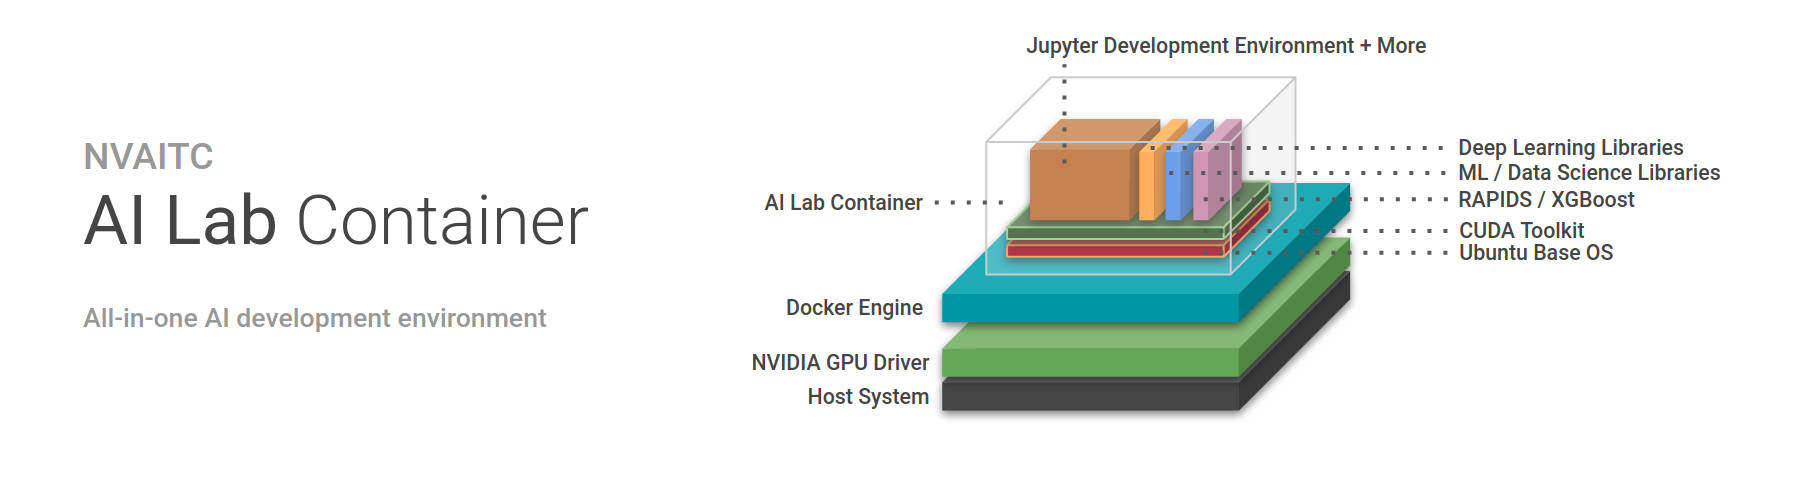 NVAITC
AI Lab Container
All-in-one AI development environment
Jupyter Development Environment + More
Deep Learning Libraries
ML / Data Science Libraries
RAPIDS / XGBoost
CUDA Toolkit
Ubuntu Base OS
AI Lab Container
Docker Engine
NVIDIA GPU Driver
Host System